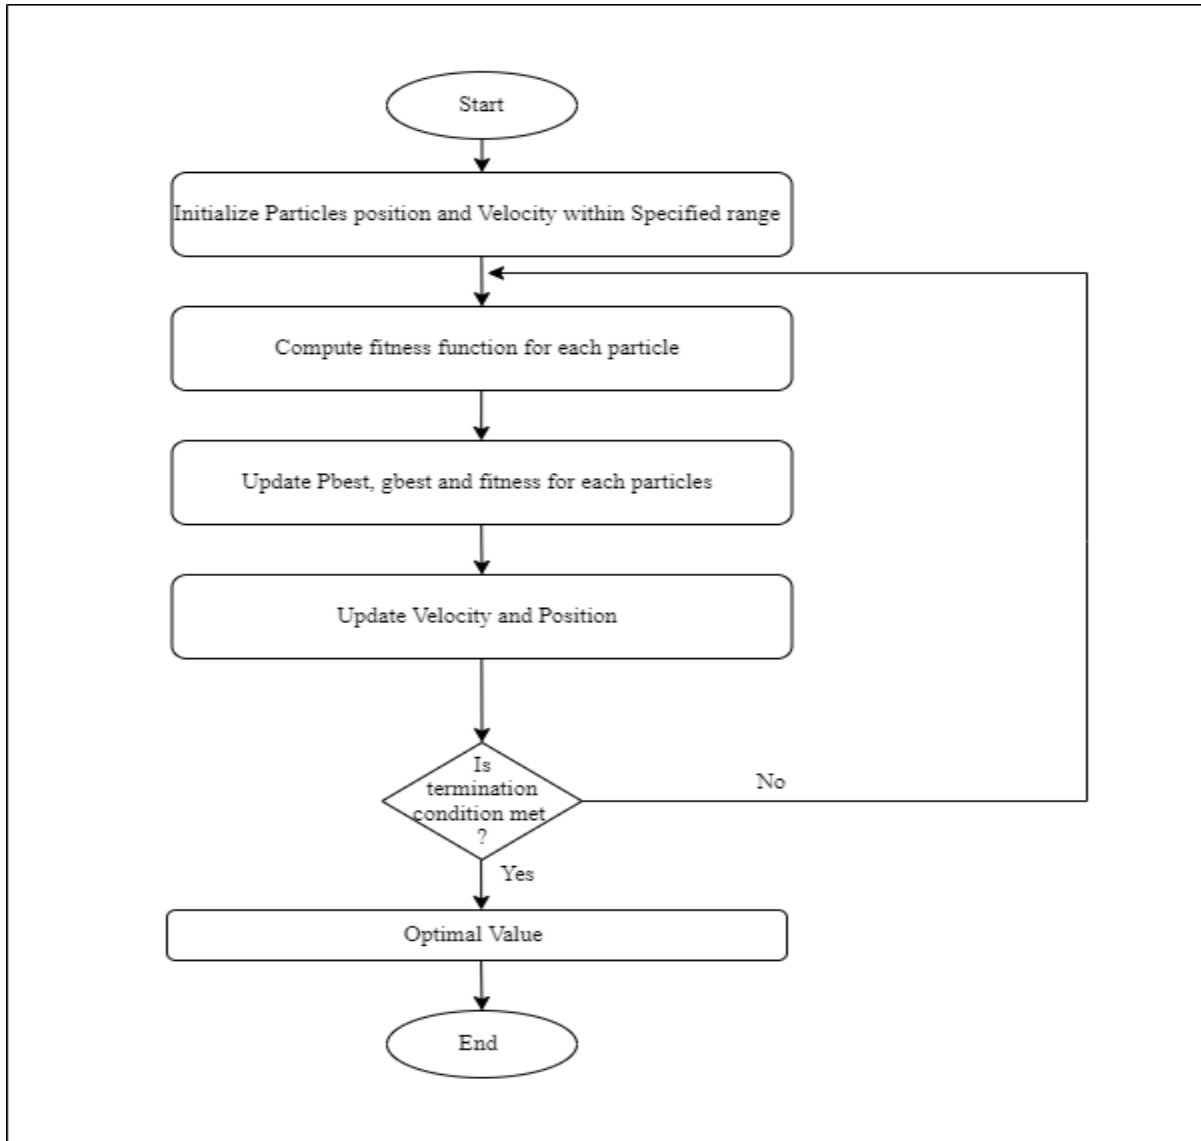 Start
Initialize Particles position and Velocity within Specified range
Compute fitness function for each particle
Update Pbest, gbest and fitness for each particles
Update Velocity and Position
Is
termination
condition met
?
No
Yes
Optimal Value
End